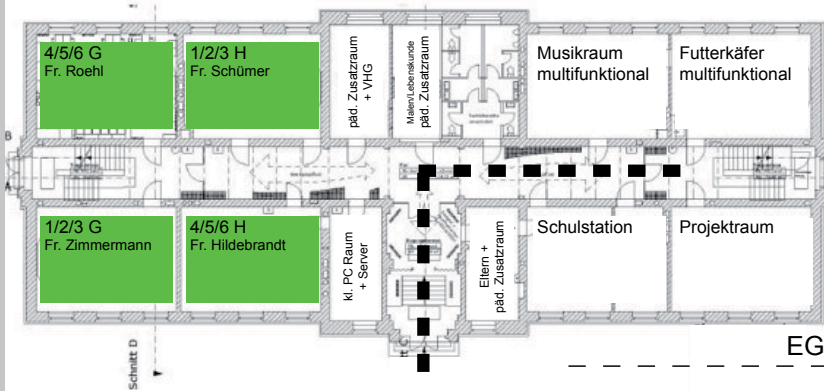 4/5/6 G
Fr. Roehl
1/2/3 H
Fr. Schümer
päd. Zusatzraum
+ VHG
Malen/Lebenskunde
päd. Zusatzraum
Musikraum
multifunktional
Futterkäfer
multifunktional
B
A
1/2/3 G
Fr. Zimmermann
4/5/6 H
Fr. Hildebrandt
kl. PC Raum
+ Server
Eltern +
päd. Zusatzraum
Schulstation
Projektraum
EG
Schnitt D